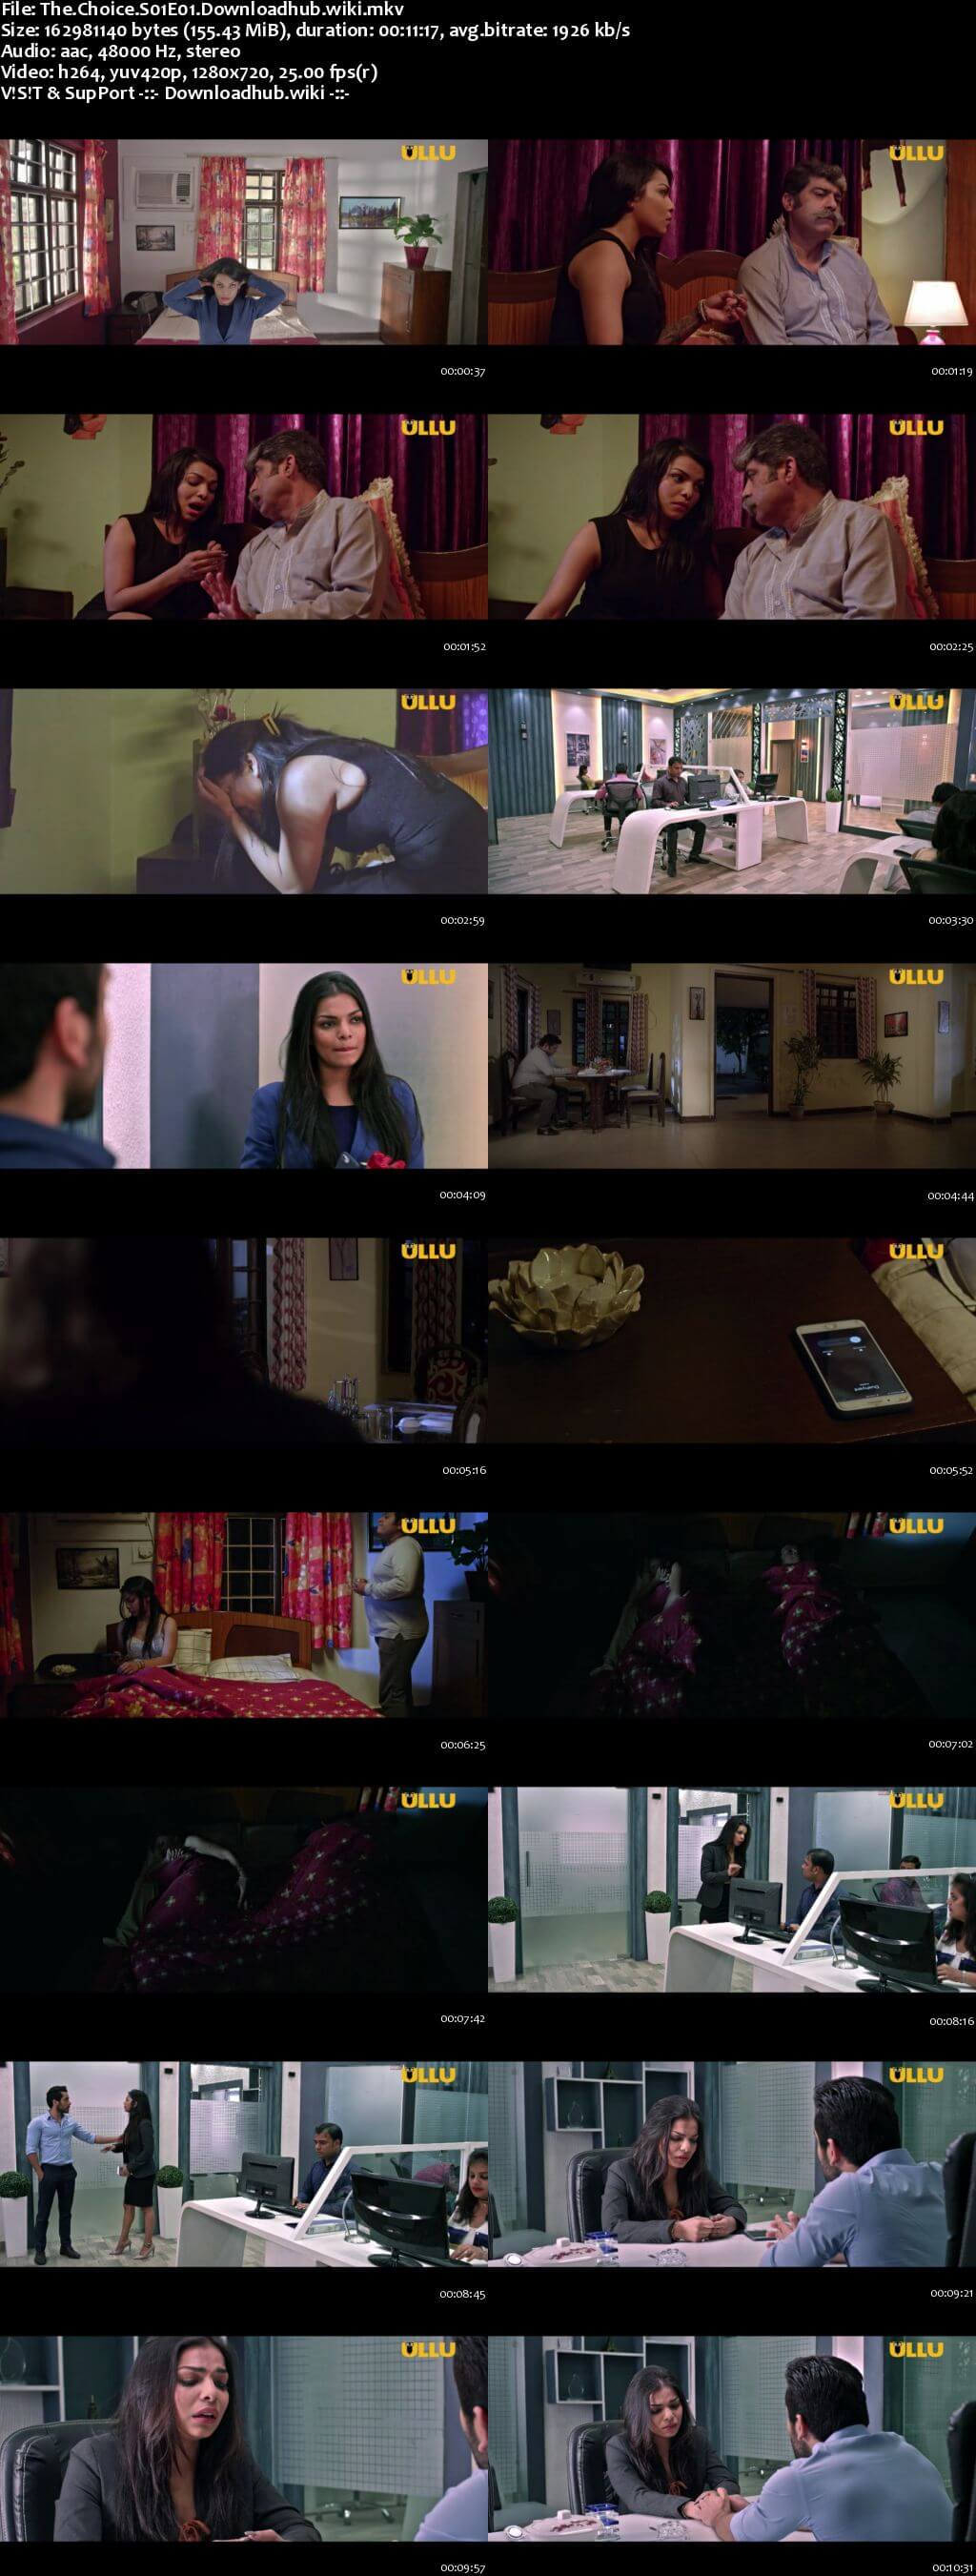 File: The.Choice.S01E01.Downloadhub.wiki.mkv
Size: 162981140 bytes (155.43 MiB), duration: 00:11:17, avg.bitrate: 1926 kb/s
Audio: aac, 48000 Hz, stereo
Video: h264, yuv420p, 1280x720, 25.00 fps(r)
V!S!T & SupPort -::- Downloadhub.wiki -::-
ULLU ULLU
00:00:37 00:01:19
ULLU ULLU
00:01:52 00:02:25
ULLU ULLU
00:02:59 00:03:30
ULLU ULLU
00:04:09 00:04:44
ULLU ULLU
00:05:16 00:05:52
ULLU ULLU
00:06:25 00:07:02
ULLU ULLU
00:07:42 00:08:16
ULLU ULLU
00:08:45 00:09:21
ULLU ULLU
00:09:57 00:10:31